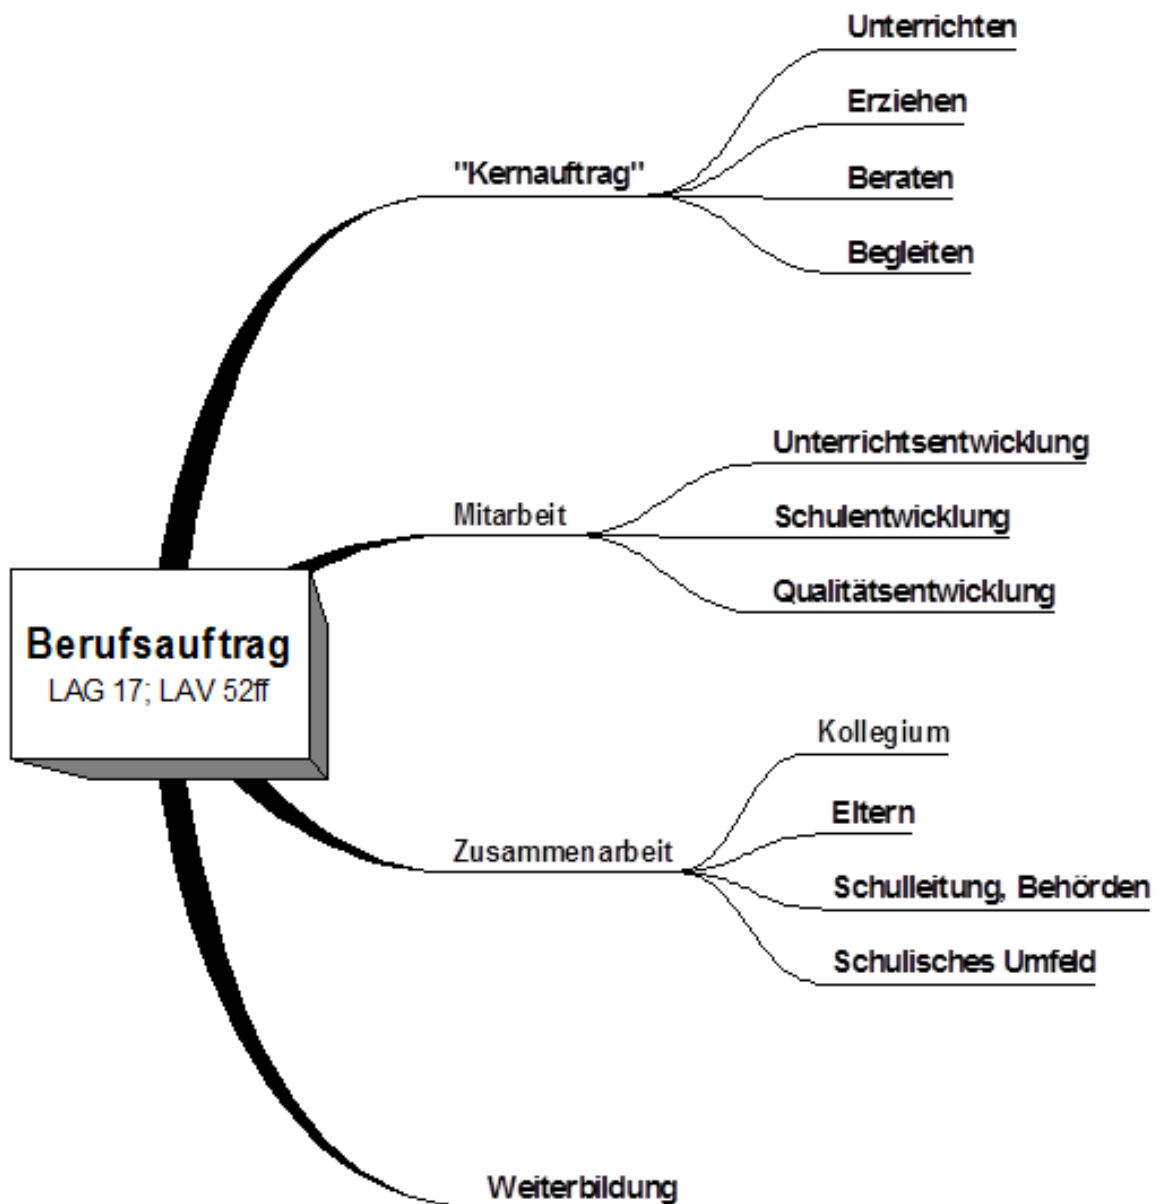 Unterrichten
Erziehen
"Kernauftrag"
Beraten
Begleiten
Unterrichtsentwicklung
Mitarbeit
Schulentwicklung
Qualitätsentwicklung
Berufsauftrag
LAG 17; LAV 52ff
Kollegium
Eltern
Zusammenarbeit
Schulleitung, Behörden
Schulisches Umfeld
Weiterbildung